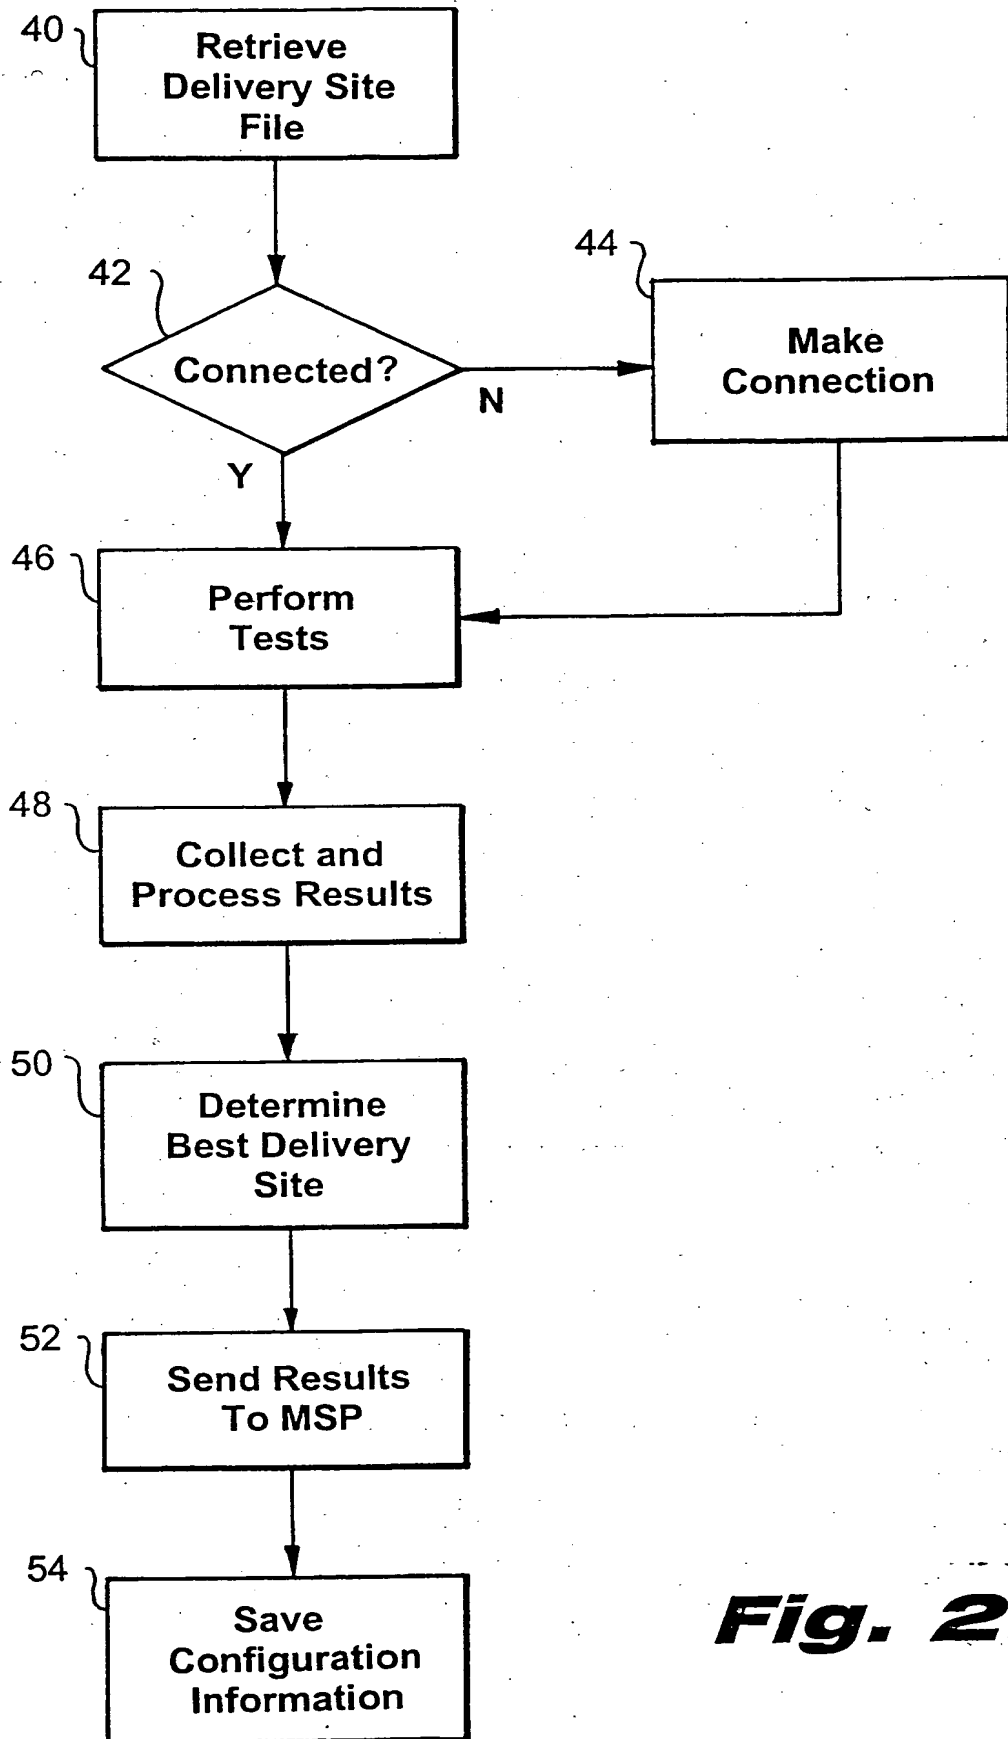 40
Retrieve
Delivery Site
File
42
Connected?
N
Y
44
Make
Connection
46
Perform
Tests
48
Collect and
Process Results
50
Determine
Best Delivery
Site
52
Send Results
To MSP
54
Save
Configuration
Information
Fig. 2